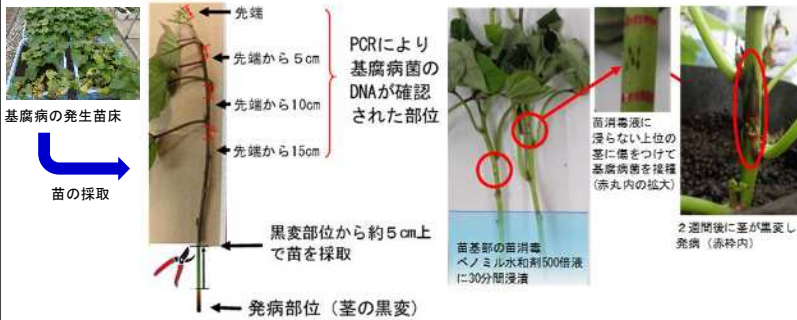 基腐病の発生苗床
苗の採取
先端
先端から5cm
先端から10cm
先端から15cm
PCRにより
基腐病菌の
DNAが確認
された部位
黒変部位から約5cm上
で苗を採取
発病部位（茎の黒変）
苗基部の苗消毒
ベノミル水和剤500倍液
に30分間浸漬
苗消毒液に
浸らない上位の
茎に傷をつけて
基腐病菌を接種
(赤丸内の拡大)
2週間後に茎が黒変し
発病（赤枠内）